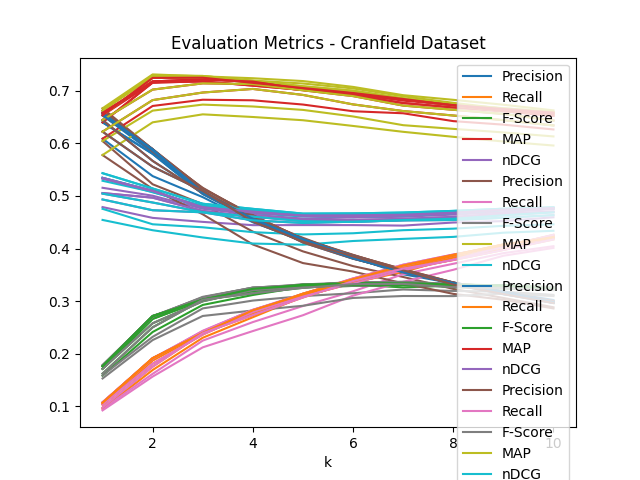 Evaluation Metrics - Cranfield Dataset
0.7
0.6
0.5
0.4
0.3
0.2
0.1
2
4
6
8
10
k
Precision
Recall
F-Score
MAP
nDCG
Precision
Recall
F-Score
MAP
nDCG
Precision
Recall
F-Score
MAP
nDCG
Precision
Recall
F-Score
MAP
nDCG